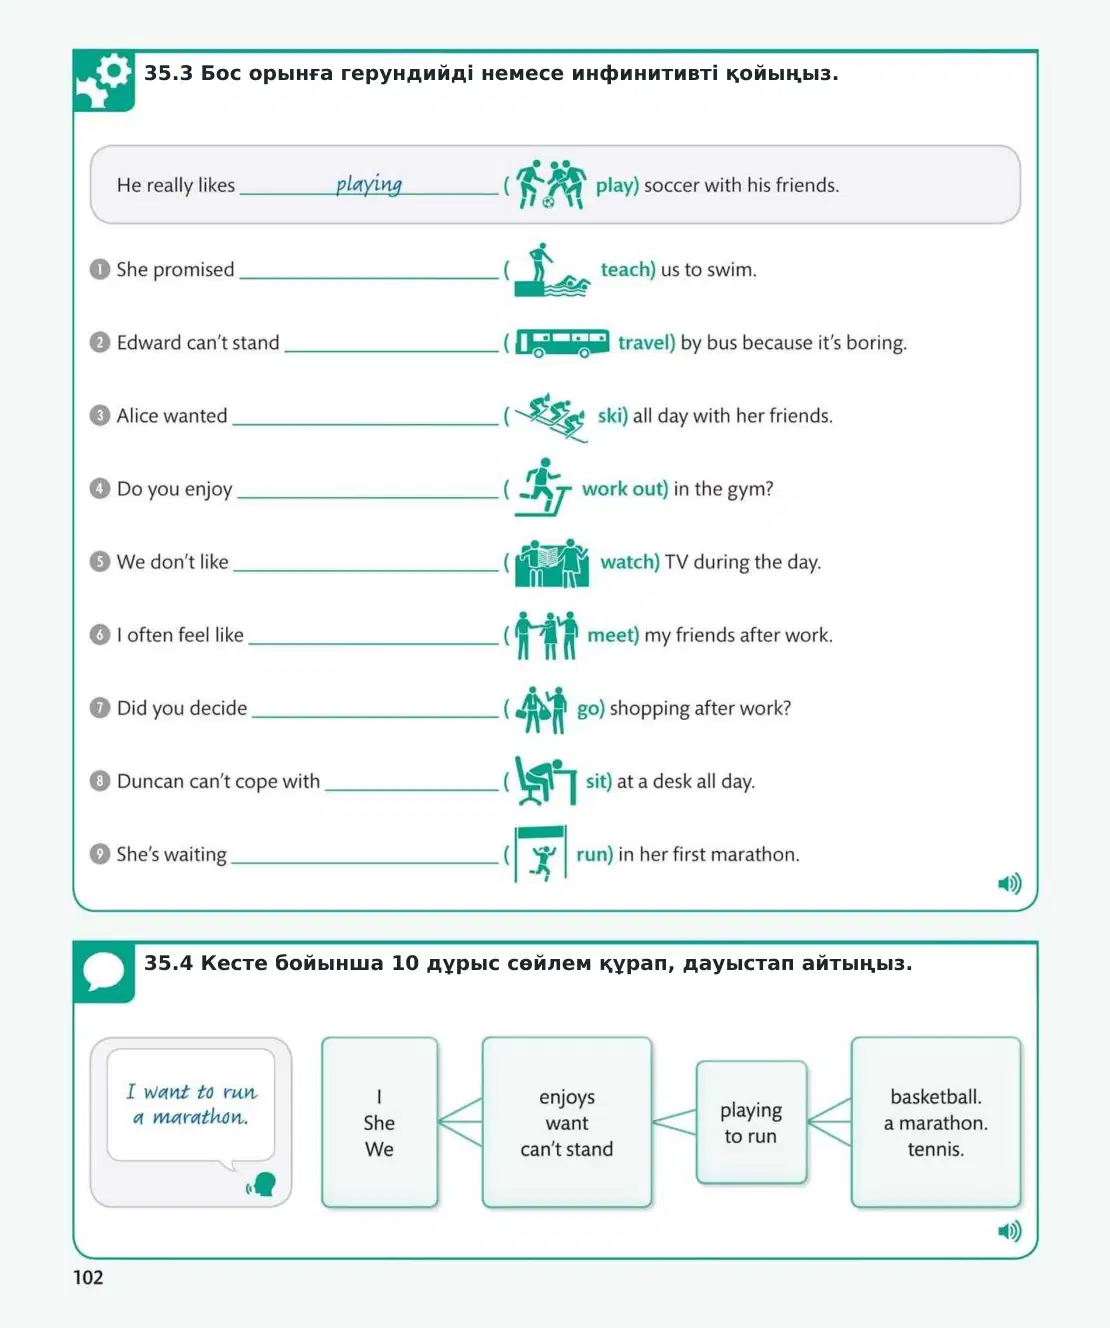 35.3 Бос орынға герундийді немесе инфинитивті қойыңыз.
He really likes playing ( play) soccer with his friends.
1 She promised ( teach) us to swim.
2 Edward can’t stand ( travel) by bus because it’s boring.
3 Alice wanted ( ski) all day with her friends.
4 Do you enjoy ( work out) in the gym?
5 We don’t like ( watch) TV during the day.
6 I often feel like ( meet) my friends after work.
7 Did you decide ( go) shopping after work?
8 Duncan can’t cope with ( sit) at a desk all day.
9 She’s waiting ( run) in her first marathon.
35.4 Кесте бойынша 10 дұрыс сөйлем құрап, дауыстап айтыңыз.
I want to run
a marathon.
I
She
We
enjoys
want
can’t stand
playing
to run
basketball.
a marathon.
tennis.
102